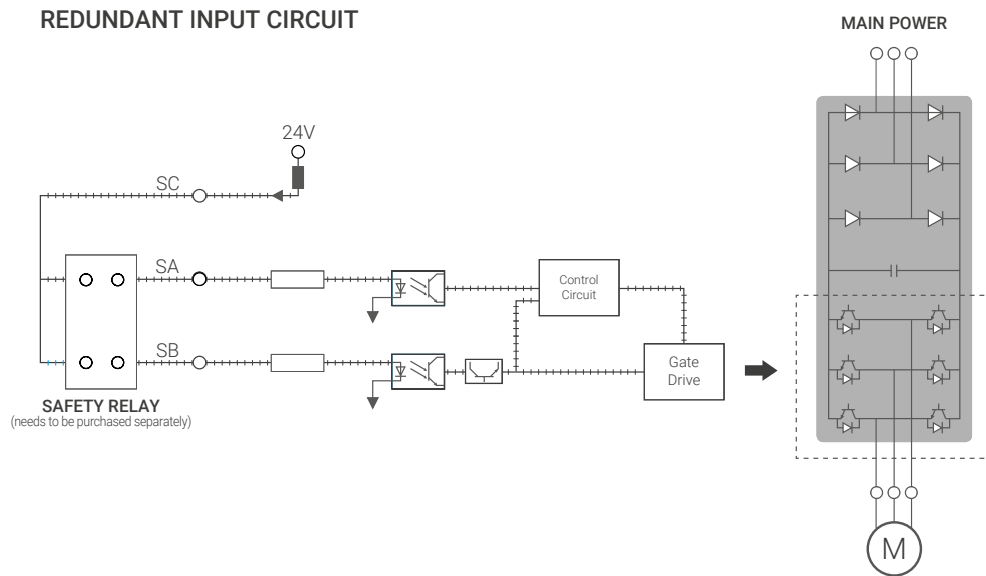 REDUNDANT INPUT CIRCUIT
MAIN POWER
24V
SC
SA
SB
Control
Circuit
Gate
Drive
SAFETY RELAY
(needs to be purchased separately)
M